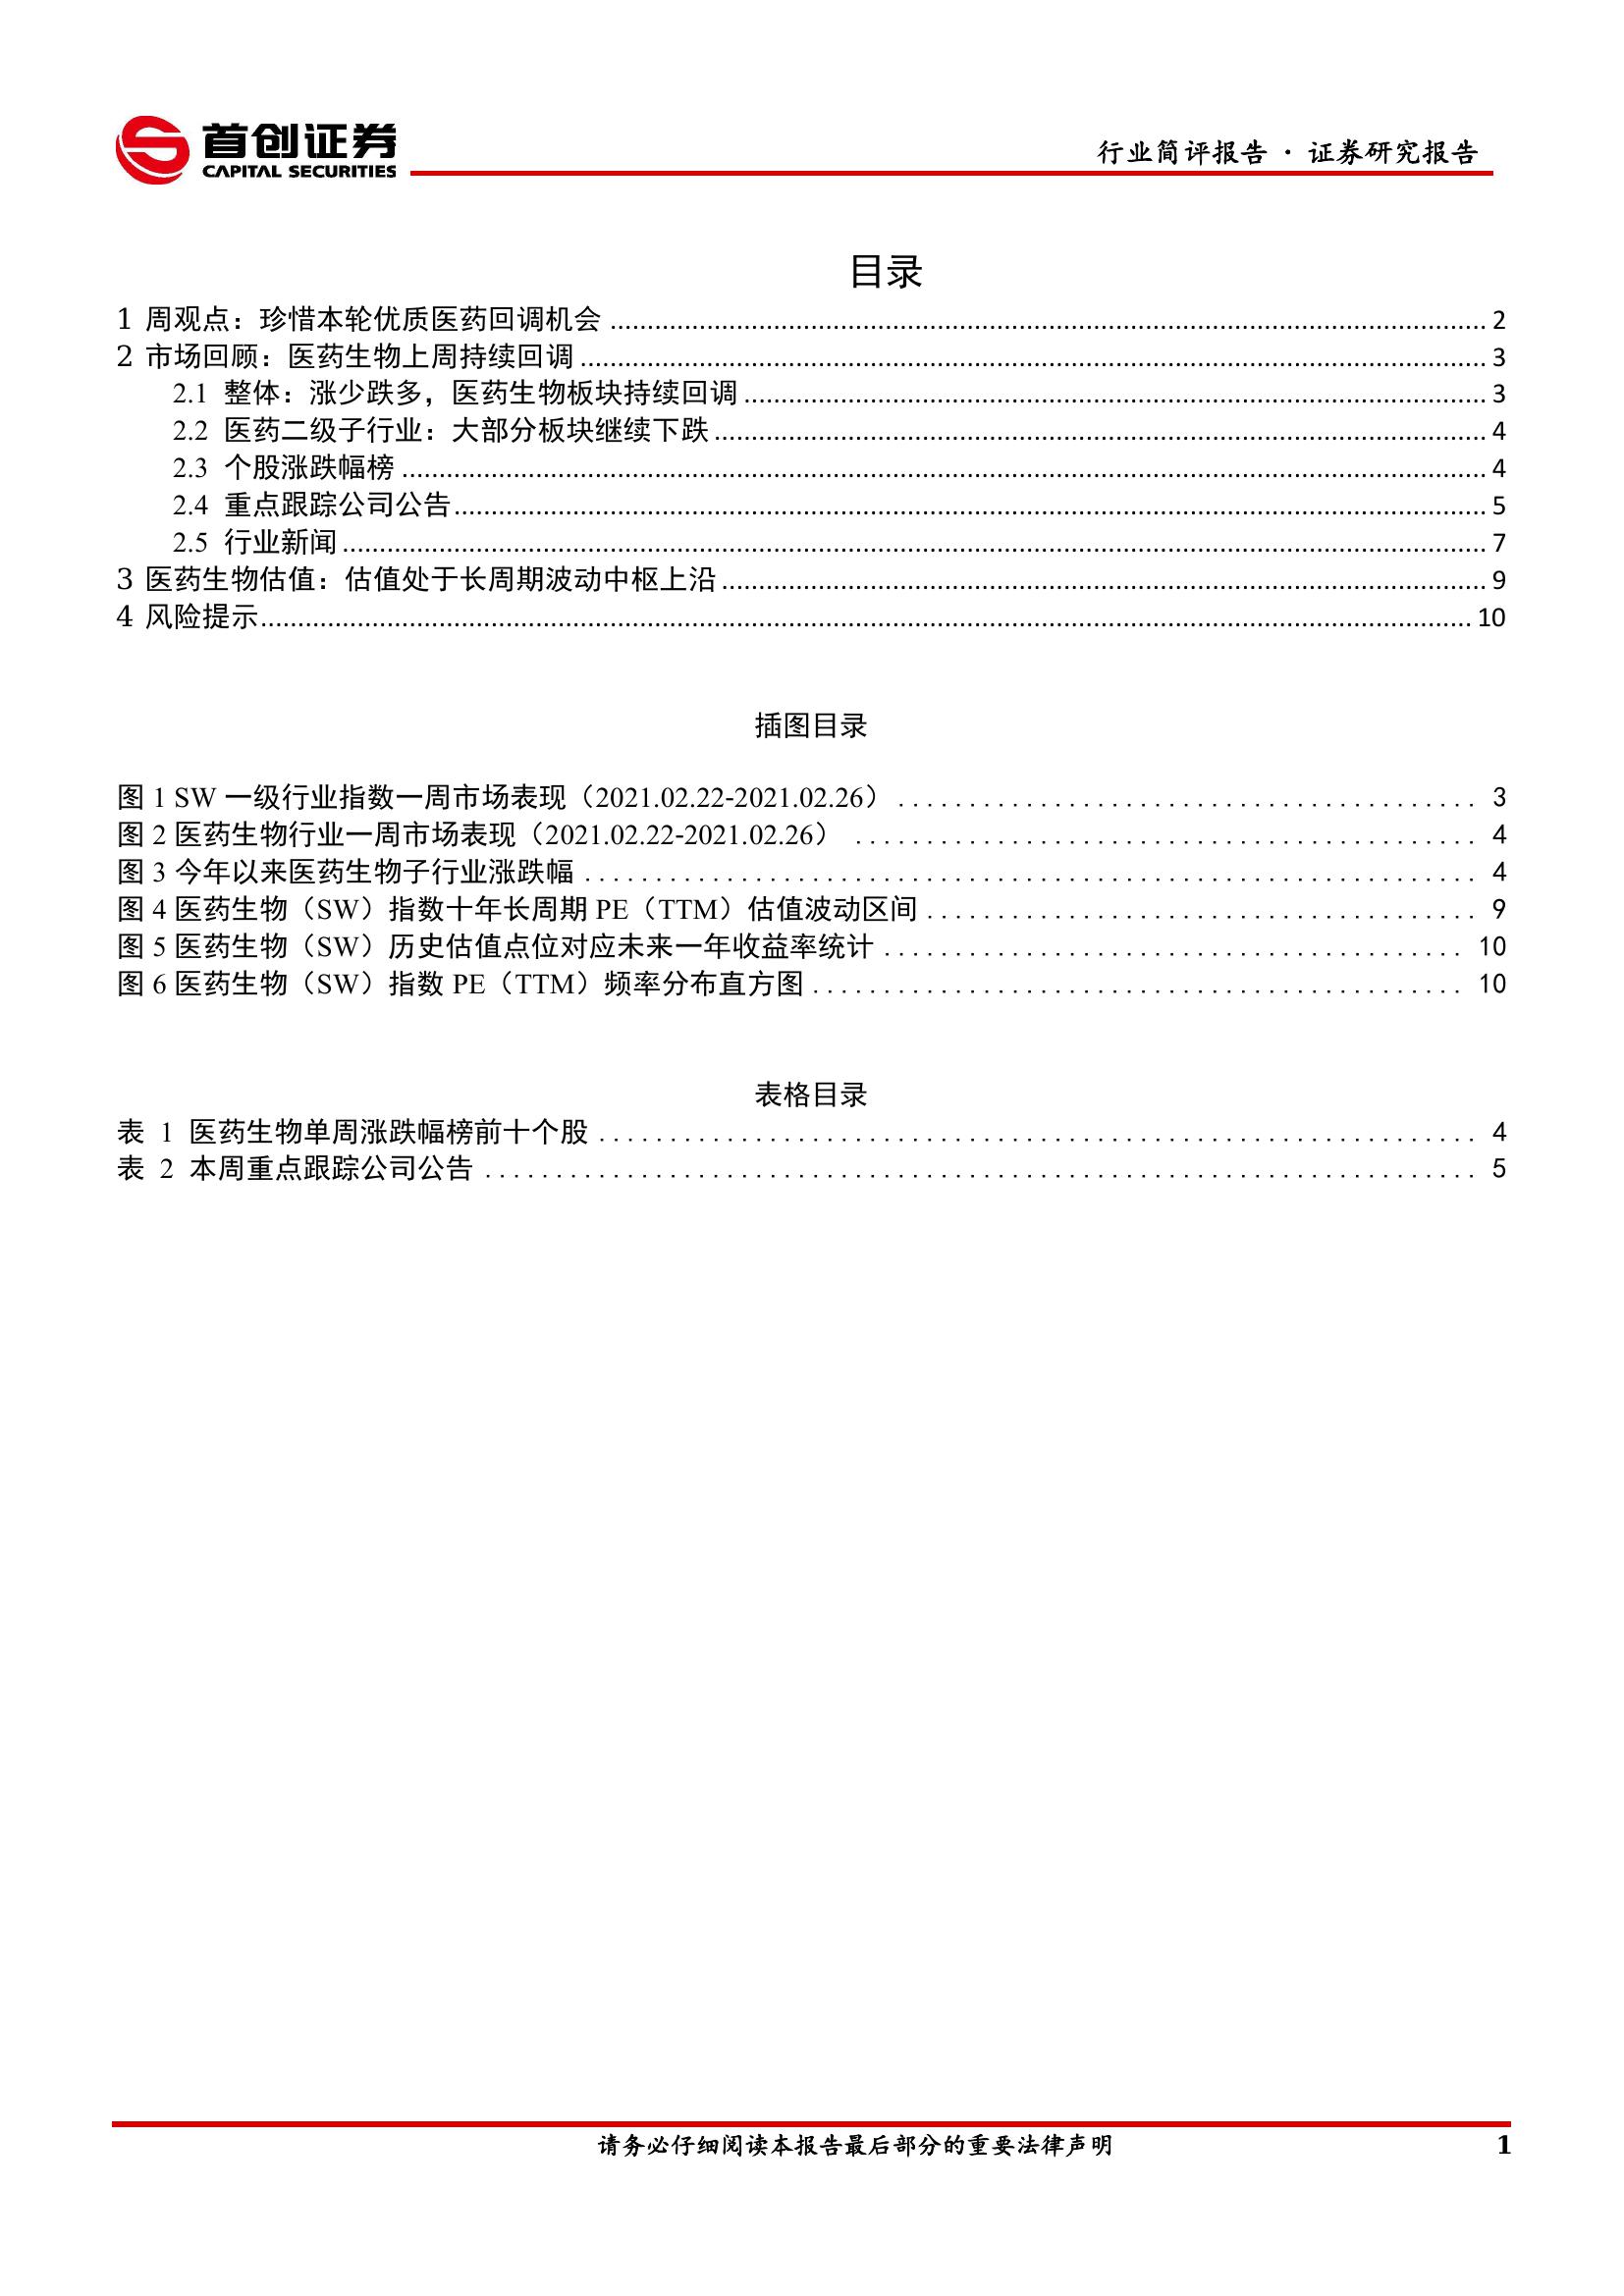 首创证券
CAPITAL SECURITIES
行业简评报告 · 证券研究报告
目录
1 周观点：珍惜本轮优质医药回调机会 .......... 2
2 市场回顾：医药生物上周持续回调 .......... 3
2.1 整体：涨少跌多，医药生物板块持续回调 .......... 3
2.2 医药二级子行业：大部分板块继续下跌 .......... 4
2.3 个股涨跌幅榜 .......... 4
2.4 重点跟踪公司公告 .......... 5
2.5 行业新闻 .......... 7
3 医药生物估值：估值处于长周期波动中枢上沿 .......... 9
4 风险提示 .......... 10
插图目录
图 1 SW 一级行业指数一周市场表现（2021.02.22-2021.02.26） .......... 3
图 2 医药生物行业一周市场表现（2021.02.22-2021.02.26） .......... 4
图 3 今年以来医药生物子行业涨跌幅 .......... 4
图 4 医药生物（SW）指数十年长周期 PE（TTM）估值波动区间 .......... 9
图 5 医药生物（SW）历史估值点位对应未来一年收益率统计 .......... 10
图 6 医药生物（SW）指数 PE（TTM）频率分布直方图 .......... 10
表格目录
表 1 医药生物单周涨跌幅榜前十个股 .......... 4
表 2 本周重点跟踪公司公告 .......... 5
请务必仔细阅读本报告最后部分的重要法律声明 1